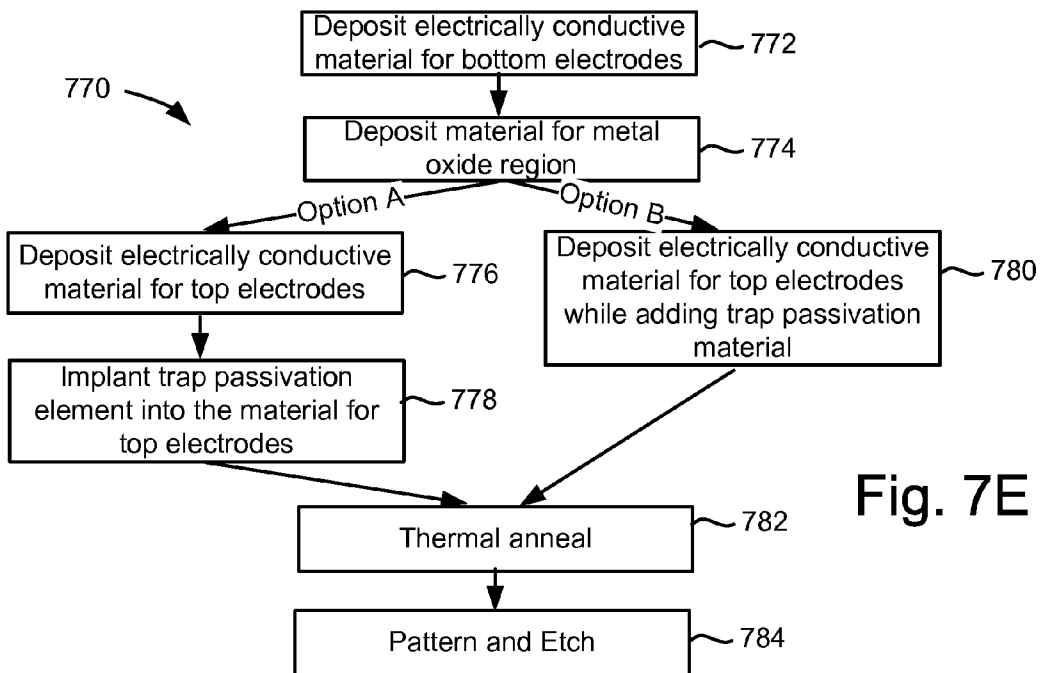 Deposit electrically conductive
material for bottom electrodes
772
770
Deposit material for metal
oxide region
774
Option A
Option B
Deposit electrically conductive
material for top electrodes
776
Deposit electrically conductive
material for top electrodes
while adding trap passivation
material
780
Implant trap passivation
element into the material for
top electrodes
778
Fig. 7E
Thermal anneal
782
Pattern and Etch
784